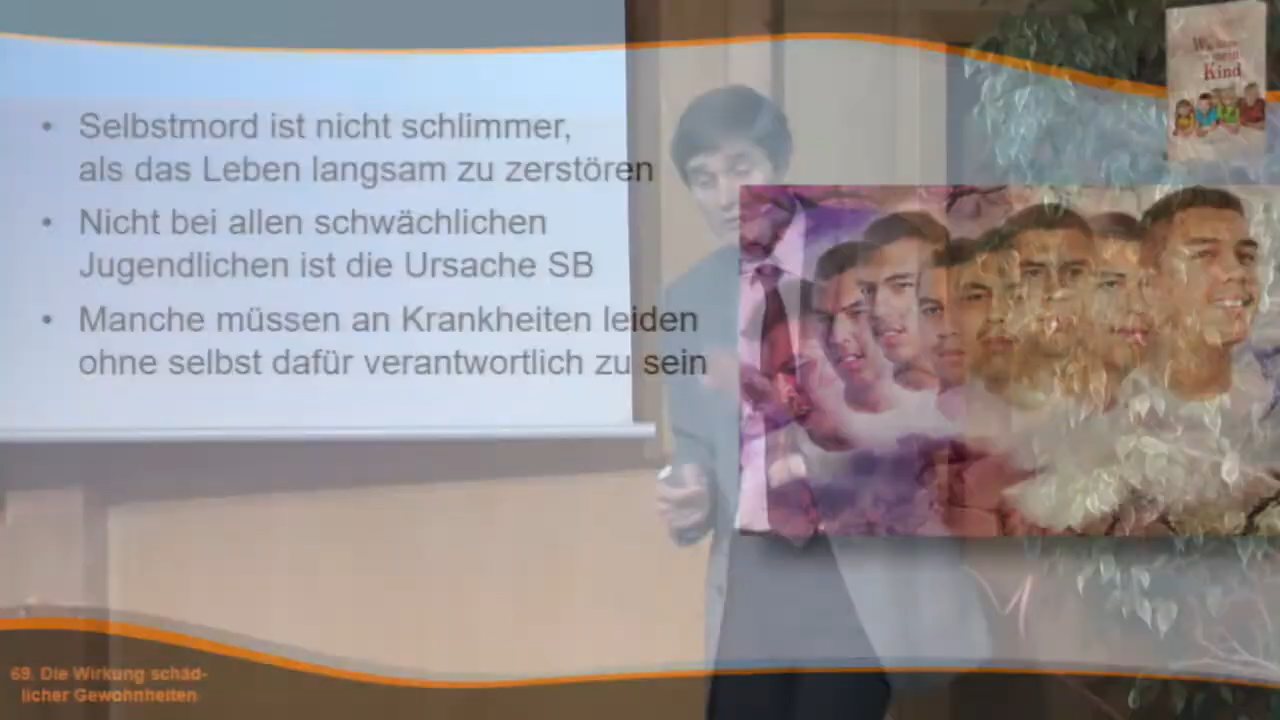 • Selbstmord ist nicht schlimmer,
als das Leben langsam zu zerstören
• Nicht bei allen schwächlichen
Jugendlichen ist die Ursache SB
• Manche müssen an Krankheiten leiden
ohne selbst dafür verantwortlich zu sein
mein
Kind
69. Die Wirkung schäd-
licher Gewohnheiten